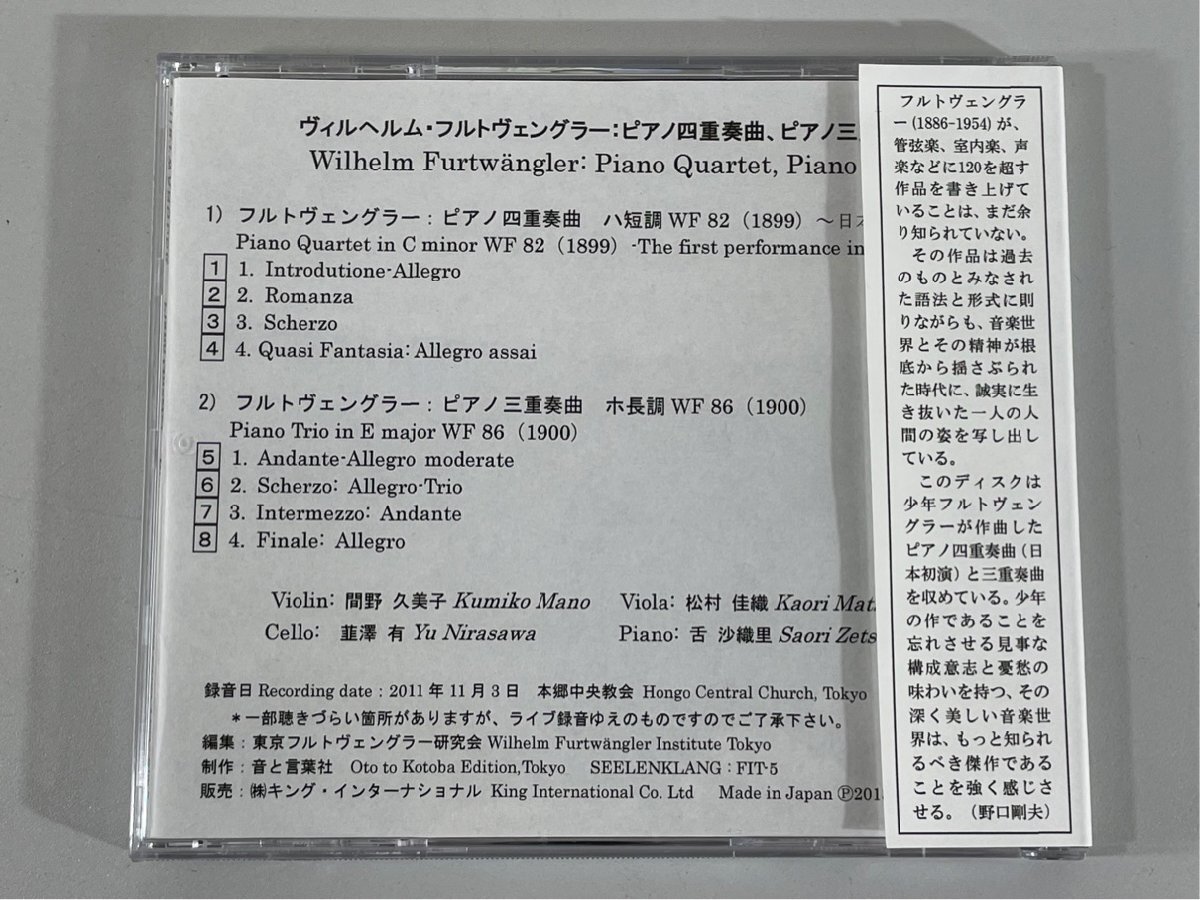 ヴィルヘルム・フルトヴェングラー：ピアノ四重奏曲、ピアノ三
Wilhelm Furtwängler: Piano Quartet, Piano
1) フルトヴェングラー：ピアノ四重奏曲　ハ短調 WF 82（1899）～日本
Piano Quartet in C minor WF 82（1899）-The first performance in
1 1. Introdutione-Allegro
2 2. Romanza
3 3. Scherzo
4 4. Quasi Fantasia: Allegro assai
2) フルトヴェングラー：ピアノ三重奏曲　ホ長調 WF 86（1900）
Piano Trio in E major WF 86（1900）
5 1. Andante-Allegro moderate
6 2. Scherzo: Allegro-Trio
7 3. Intermezzo: Andante
8 4. Finale: Allegro
Violin: 間野 久美子 Kumiko Mano　Viola: 松村 佳織 Kaori
Cello: 韮澤 有 Yu Nirasawa　Piano: 舌 沙織里 Saori
録音日 Recording date : 2011 年 11 月 3 日　本郷中央教会 Hongo Central Church, Tokyo
＊一部聴きづらい箇所がありますが、ライブ録音ゆえのものですのでご了承下さい。
編集：東京フルトヴェングラー研究会 Wilhelm Furtwängler Institute Tokyo
制作：音と言葉社　Oto to Kotoba Edition,Tokyo　SEELENKLANG : FIT-5
販売：㈱キング・インターナショナル King International Co. Ltd　Made in Japan Ⓟ201
フルトヴェングラ
ー(1886-1954)が、
管弦楽、室内楽、声
楽などに120を超す
作品を書き上げて
いることは、まだ余
り知られていない。
その作品は過去
のものとみなされ
た語法と形式に則
りながらも、音楽世
界とその精神が根
底から揺さぶられ
た時代に、誠実に生
き抜いた一人の人
間の姿を写し出し
ている。
このディスクは
少年フルトヴェン
グラーが作曲した
ピアノ四重奏曲（日
本初演）と三重奏曲
を収めている。少年
の作であることを
忘れさせる見事な
構成意志と憂愁の
味わいを持つ、その
深く美しい音楽世
界は、もっと知られ
るべき傑作である
ことを強く感じさ
せる。（野口剛夫）